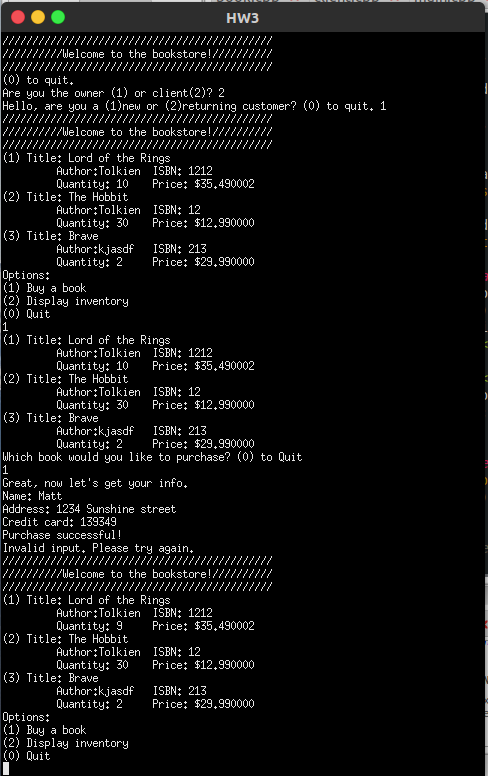 HW3
/////////////////////////////////////////////
//////////Welcome to the bookstore!//////////
/////////////////////////////////////////////
(0) to quit.
Are you the owner (1) or client(2)? 2
Hello, are you a (1)new or (2)returning customer? (0) to quit. 1
/////////////////////////////////////////////
//////////Welcome to the bookstore!//////////
/////////////////////////////////////////////
(1) Title: Lord of the Rings
Author:Tolkien ISBN: 1212
Quantity: 10 Price: $35.490002
(2) Title: The Hobbit
Author:Tolkien ISBN: 12
Quantity: 30 Price: $12.990000
(3) Title: Brave
Author:kjasdf ISBN: 213
Quantity: 2 Price: $29.990000
Options:
(1) Buy a book
(2) Display inventory
(0) Quit
1
(1) Title: Lord of the Rings
Author:Tolkien ISBN: 1212
Quantity: 10 Price: $35.490002
(2) Title: The Hobbit
Author:Tolkien ISBN: 12
Quantity: 30 Price: $12.990000
(3) Title: Brave
Author:kjasdf ISBN: 213
Quantity: 2 Price: $29.990000
Which book would you like to purchase? (0) to Quit
1
Great, now let's get your info.
Name: Matt
Address: 1234 Sunshine street
Credit card: 139349
Purchase successful!
Invalid input. Please try again.
/////////////////////////////////////////////
//////////Welcome to the bookstore!//////////
/////////////////////////////////////////////
(1) Title: Lord of the Rings
Author:Tolkien ISBN: 1212
Quantity: 9 Price: $35.490002
(2) Title: The Hobbit
Author:Tolkien ISBN: 12
Quantity: 30 Price: $12.990000
(3) Title: Brave
Author:kjasdf ISBN: 213
Quantity: 2 Price: $29.990000
Options:
(1) Buy a book
(2) Display inventory
(0) Quit